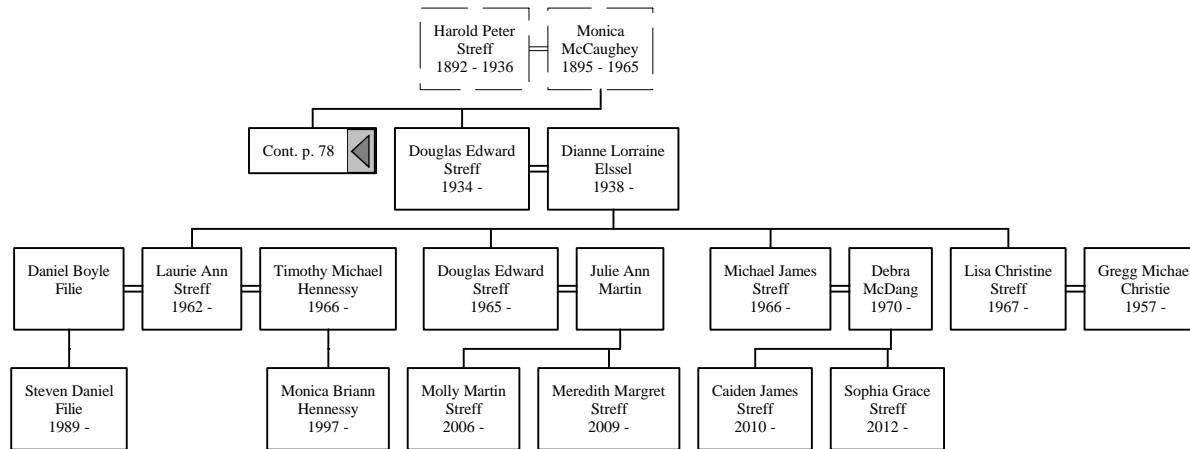 Harold Peter
Streff
1892 - 1936
Monica
McCaughey
1895 - 1965
Cont. p. 78
Douglas Edward
Streff
1934 -
Dianne Lorraine
Elssel
1938 -
Daniel Boyle
Filie
Laurie Ann
Streff
1962 -
Timothy Michael
Hennessy
1966 -
Douglas Edward
Streff
1965 -
Julie Ann
Martin
Michael James
Streff
1966 -
Debra
McDang
1970 -
Lisa Christine
Streff
1967 -
Gregg Michael
Christie
1957 -
Steven Daniel
Filie
1989 -
Monica Briann
Hennessy
1997 -
Molly Martin
Streff
2006 -
Meredith Margret
Streff
2009 -
Caiden James
Streff
2010 -
Sophia Grace
Streff
2012 -